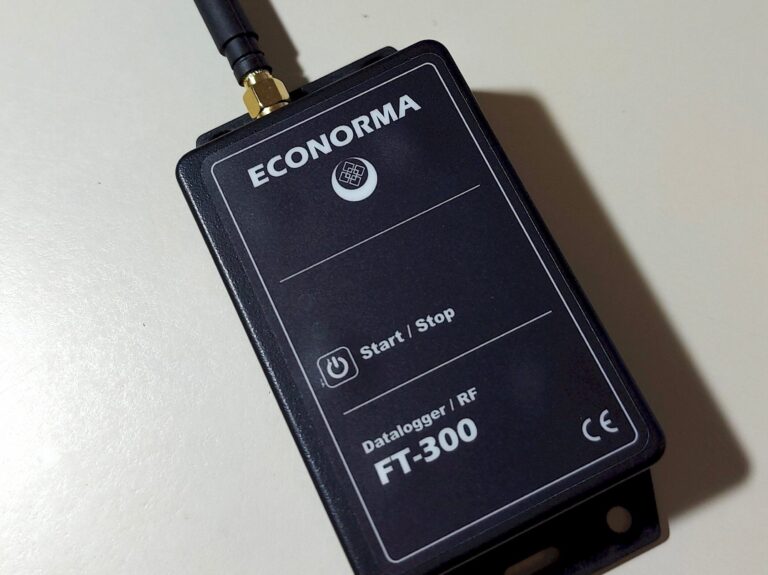 ECONORMA
Start / Stop
Datalogger / RF
FT-300
CE